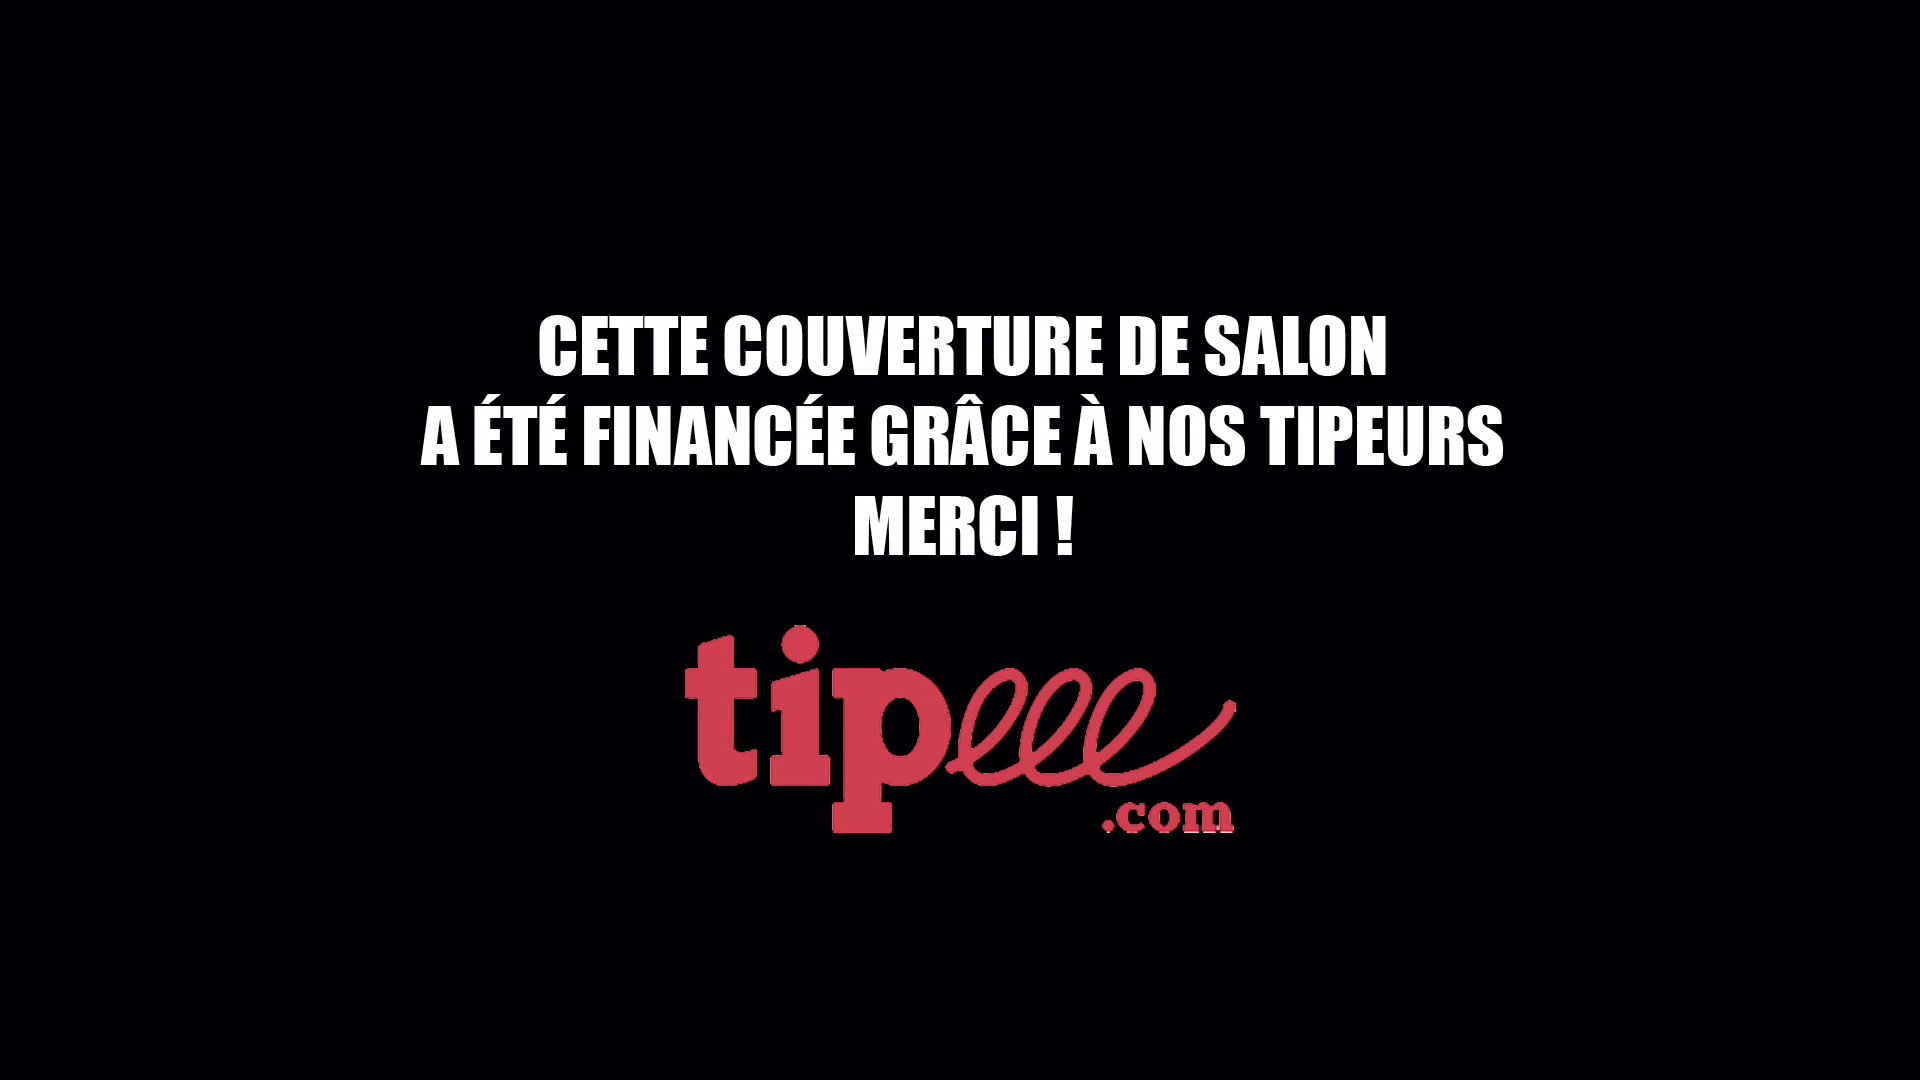 CETTE COUVERTURE DE SALON
A ÉTÉ FINANCÉE GRÂCE À NOS TIPEURS
MERCI !
tipeee
.com